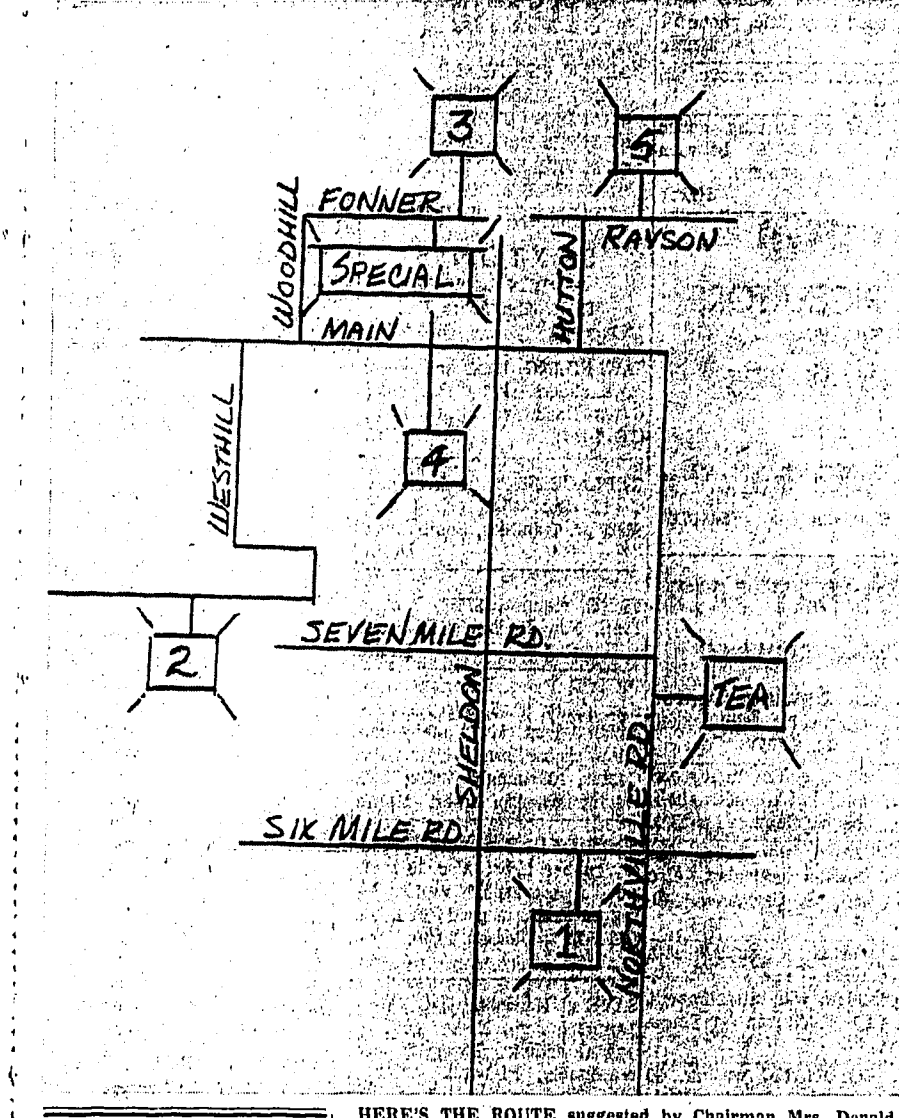 3
5
FONNER
WOODHILL
RAYSON
SPECIAL
HUTTON
MAIN
WESTHILL
4
SEVEN MILE RD.
2
TEA
SHELDON
NORTHVILLE RD.
SIX MILE RD
1
HERE'S THE ROUTE suggested by Chairman Mrs. Donald